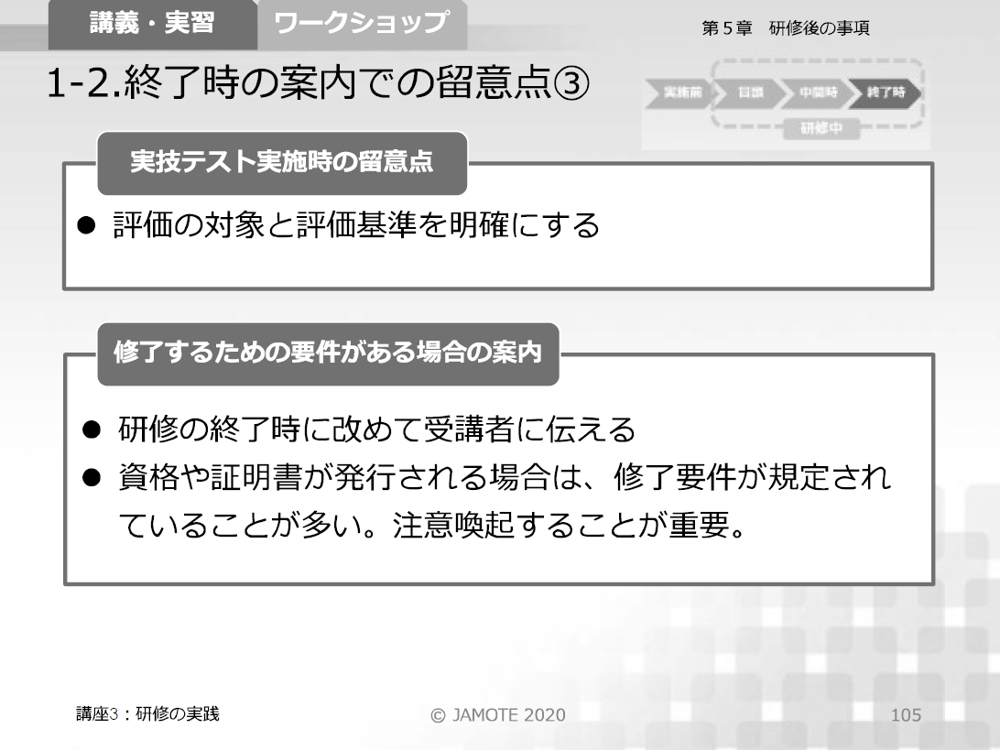 講義・実習
ワークショップ
第５章　研修後の事項
1-2.終了時の案内での留意点③
実施前
冒頭
中間時
終了時
研修中
実技テスト実施時の留意点
● 評価の対象と評価基準を明確にする
修了するための要件がある場合の案内
● 研修の終了時に改めて受講者に伝える
● 資格や証明書が発行される場合は、修了要件が規定され
ていることが多い。注意喚起することが重要。
講座3：研修の実践
© JAMOTE 2020
105